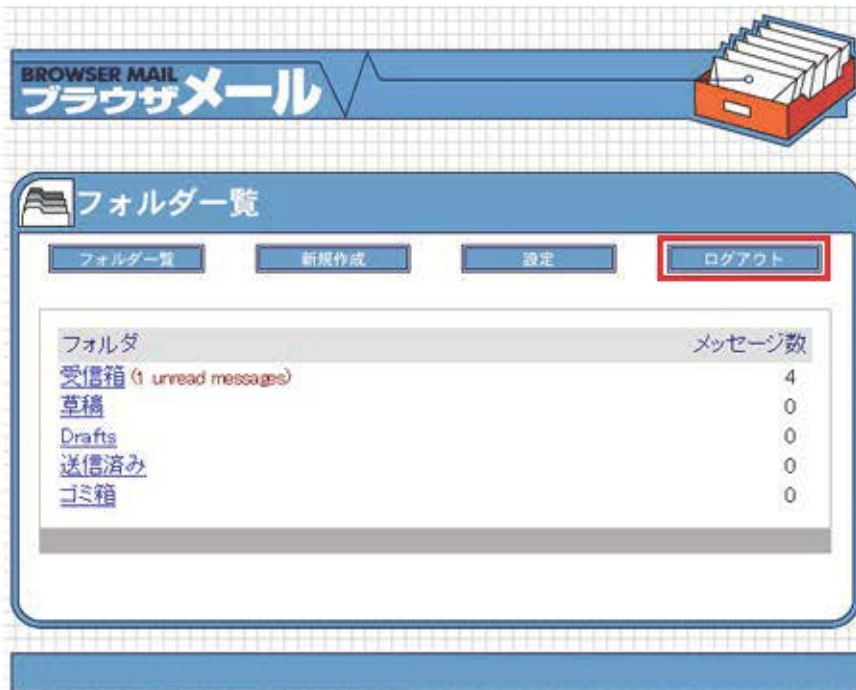 BROWSER MAIL
ブラウザメール
フォルダ一覧
フォルダ一覧 新規作成 設定 ログアウト
フォルダ メッセージ数
受信箱 (1 unread messages) 4
草稿 0
Drafts 0
送信済み 0
ゴミ箱 0